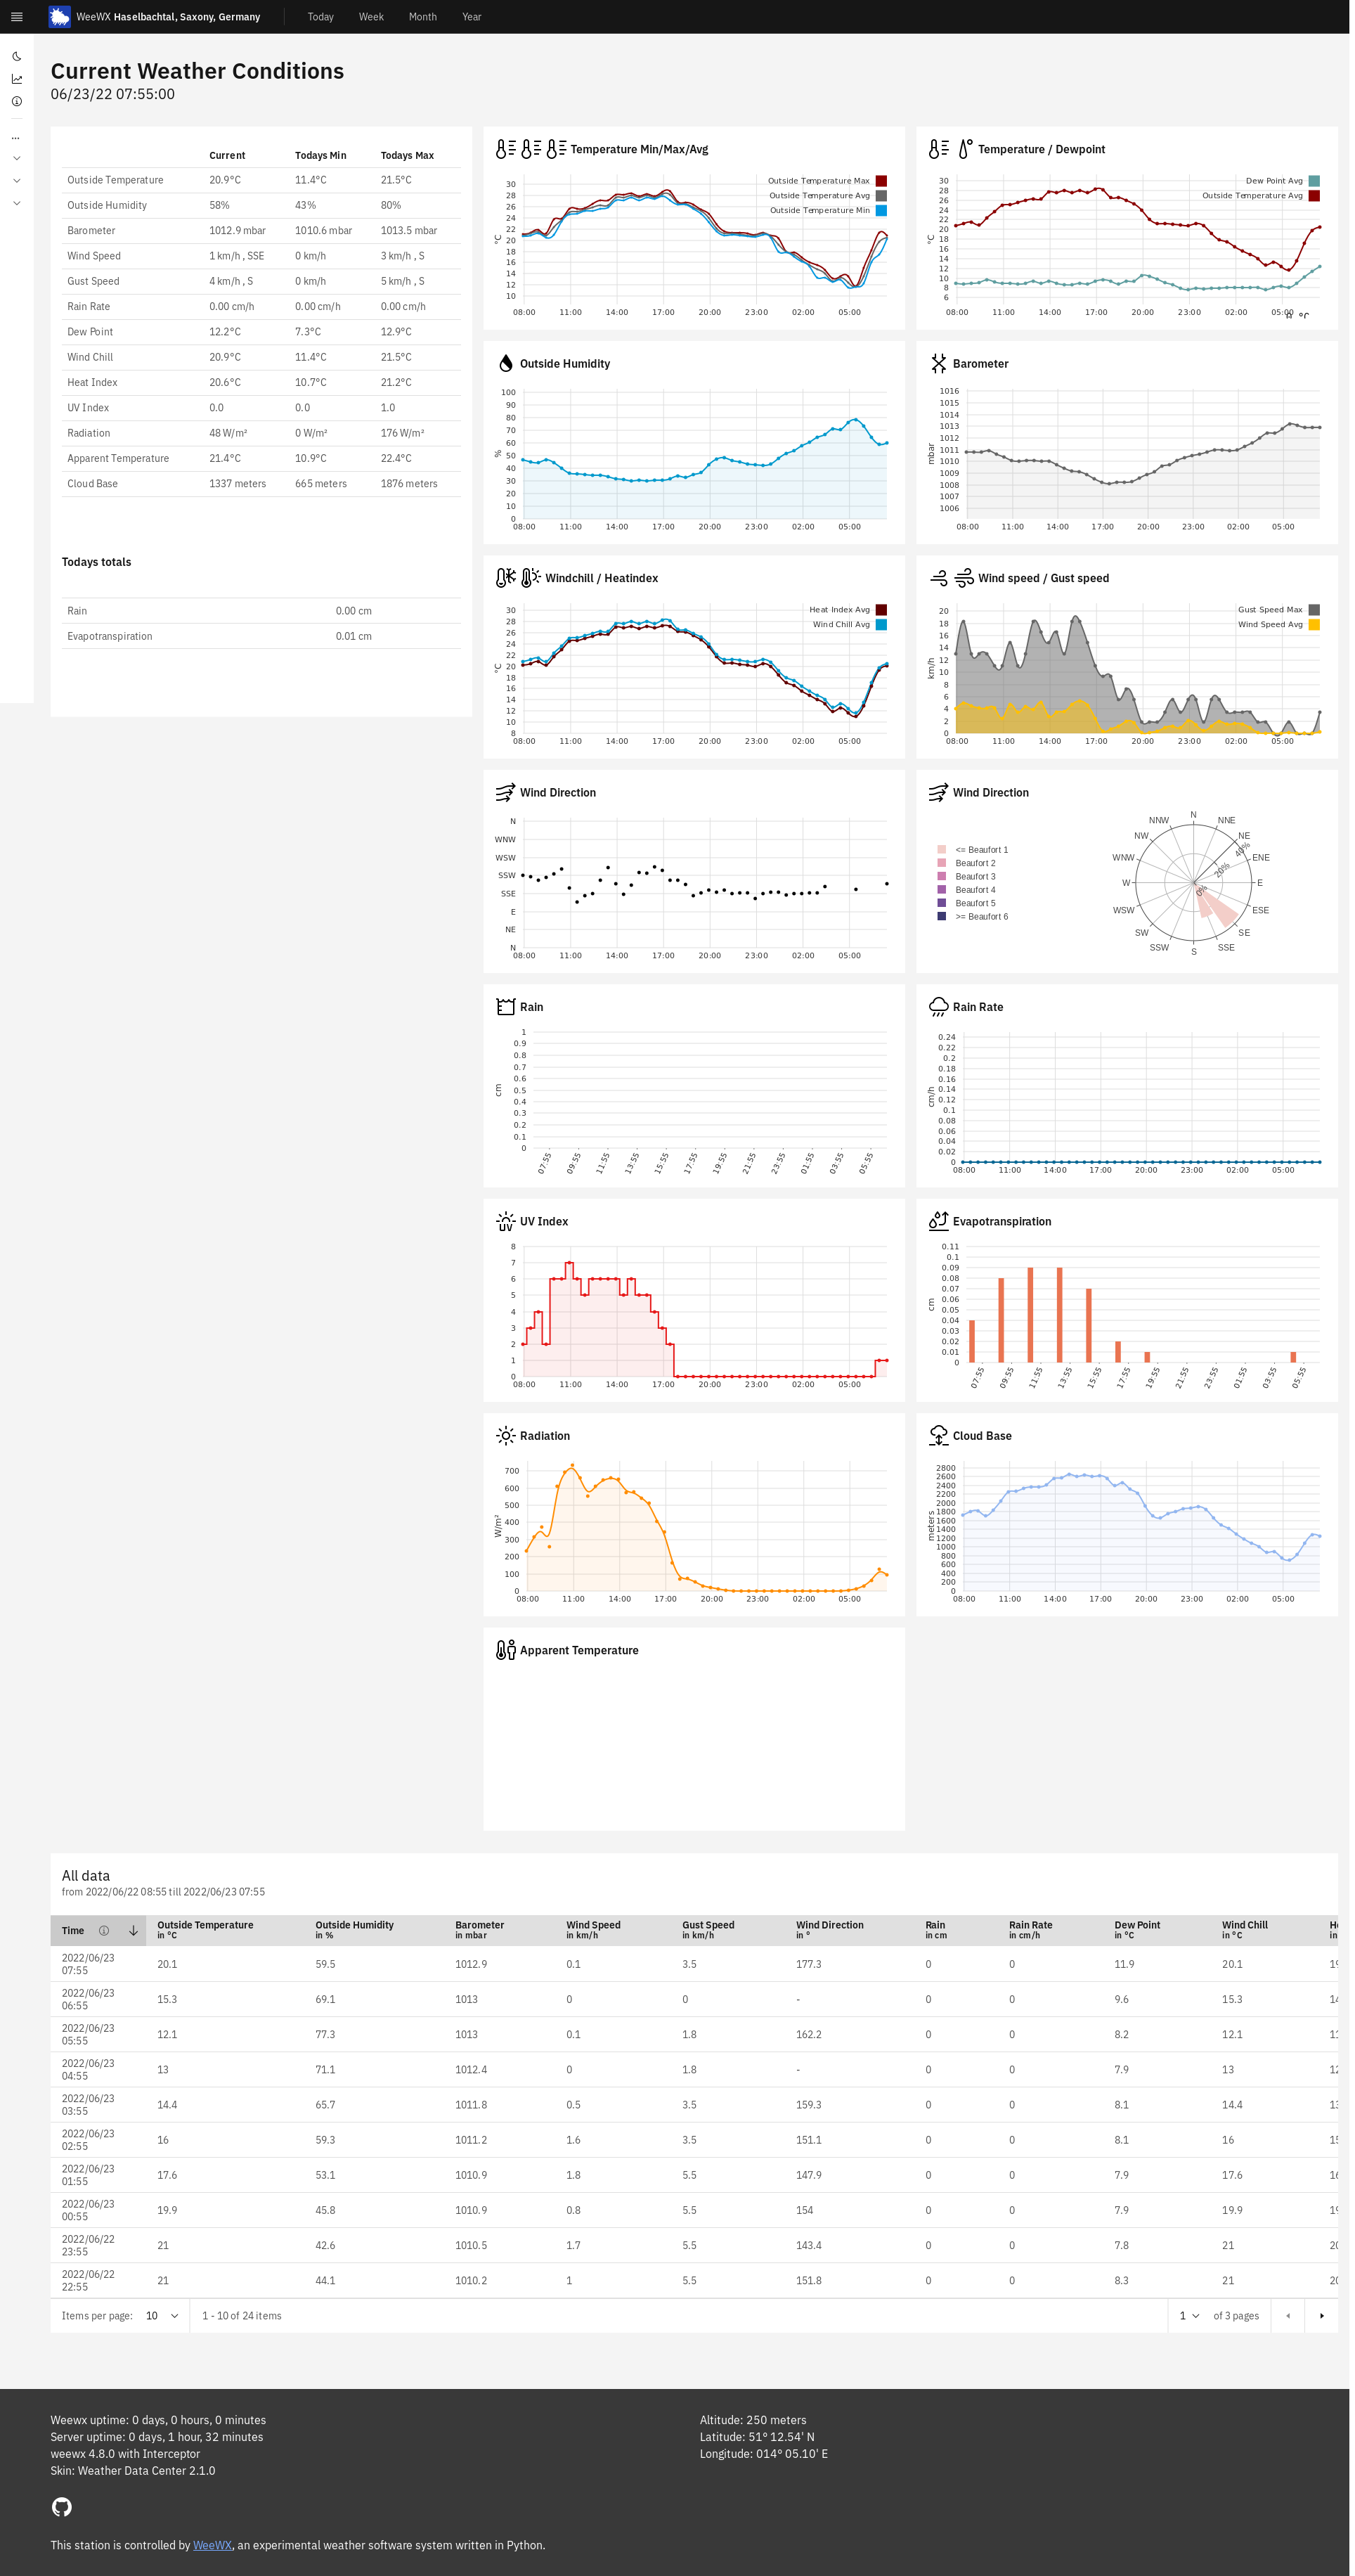 WeeWX Haselbachtal, Saxony, Germany Today Week Month Year
Current Weather Conditions
06/23/22 07:55:00
Current Todays Min Todays Max
Outside Temperature 20.9°C 11.4°C 21.5°C
Outside Humidity 58% 43% 80%
Barometer 1012.9 mbar 1010.6 mbar 1013.5 mbar
Wind Speed 1 km/h , SSE 0 km/h 3 km/h , S
Gust Speed 4 km/h , S 0 km/h 5 km/h , S
Rain Rate 0.00 cm/h 0.00 cm/h 0.00 cm/h
Dew Point 12.2°C 7.3°C 12.9°C
Wind Chill 20.9°C 11.4°C 21.5°C
Heat Index 20.6°C 10.7°C 21.2°C
UV Index 0.0 0.0 1.0
Radiation 48 W/m² 0 W/m² 176 W/m²
Apparent Temperature 21.4°C 10.9°C 22.4°C
Cloud Base 1337 meters 665 meters 1876 meters
Todays totals
Rain 0.00 cm
Evapotranspiration 0.01 cm
Temperature Min/Max/Avg
Outside Temperature Max
Outside Temperature Avg
Outside Temperature Min
°C
30
28
26
24
22
20
18
16
14
12
10
08:00 11:00 14:00 17:00 20:00 23:00 02:00 05:00
Temperature / Dewpoint
Dew Point Avg
Outside Temperature Avg
°C
30
28
26
24
22
20
18
16
14
12
10
8
6
08:00 11:00 14:00 17:00 20:00 23:00 02:00 05:00
Outside Humidity
%
100
90
80
70
60
50
40
30
20
10
0
08:00 11:00 14:00 17:00 20:00 23:00 02:00 05:00
Barometer
mbar
1016
1015
1014
1013
1012
1011
1010
1009
1008
1007
1006
08:00 11:00 14:00 17:00 20:00 23:00 02:00 05:00
Windchill / Heatindex
Heat Index Avg
Wind Chill Avg
°C
30
28
26
24
22
20
18
16
14
12
10
8
08:00 11:00 14:00 17:00 20:00 23:00 02:00 05:00
Wind speed / Gust speed
Gust Speed Max
Wind Speed Avg
km/h
20
18
16
14
12
10
8
6
4
2
0
08:00 11:00 14:00 17:00 20:00 23:00 02:00 05:00
Wind Direction
N
WNW
WSW
SSW
SSE
E
NE
N
08:00 11:00 14:00 17:00 20:00 23:00 02:00 05:00
Wind Direction
<= Beaufort 1
Beaufort 2
Beaufort 3
Beaufort 4
Beaufort 5
>= Beaufort 6
N
NNW NNE
NW NE
WNW ENE
W E
WSW ESE
SW SE
SSW SSE
S
0% 20% 40%
Rain
cm
1
0.9
0.8
0.7
0.6
0.5
0.4
0.3
0.2
0.1
0
07:55 09:55 11:55 13:55 15:55 17:55 19:55 21:55 23:55 01:55 03:55 05:55
Rain Rate
cm/h
0.24
0.22
0.2
0.18
0.16
0.14
0.12
0.1
0.08
0.06
0.04
0.02
0
08:00 11:00 14:00 17:00 20:00 23:00 02:00 05:00
UV Index
8
7
6
5
4
3
2
1
0
08:00 11:00 14:00 17:00 20:00 23:00 02:00 05:00
Evapotranspiration
cm
0.11
0.1
0.09
0.08
0.07
0.06
0.05
0.04
0.03
0.02
0.01
0
07:55 09:55 11:55 13:55 15:55 17:55 19:55 21:55 23:55 01:55 03:55 05:55
Radiation
W/m²
700
600
500
400
300
200
100
0
08:00 11:00 14:00 17:00 20:00 23:00 02:00 05:00
Cloud Base
meters
2800
2600
2400
2200
2000
1800
1600
1400
1200
1000
800
600
400
200
0
08:00 11:00 14:00 17:00 20:00 23:00 02:00 05:00
Apparent Temperature
All data
from 2022/06/22 08:55 till 2022/06/23 07:55
Time Outside Temperature Outside Humidity Barometer Wind Speed Gust Speed Wind Direction Rain Rain Rate Dew Point Wind Chill
in °C in % in mbar in km/h in km/h in ° in cm in cm/h in °C in °C
2022/06/23 07:55 20.1 59.5 1012.9 0.1 3.5 177.3 0 0 11.9 20.1
2022/06/23 06:55 15.3 69.1 1013 0 0 - 0 0 9.6 15.3
2022/06/23 05:55 12.1 77.3 1013 0.1 1.8 162.2 0 0 8.2 12.1
2022/06/23 04:55 13 71.1 1012.4 0 1.8 - 0 0 7.9 13
2022/06/23 03:55 14.4 65.7 1011.8 0.5 3.5 159.3 0 0 8.1 14.4
2022/06/23 02:55 16 59.3 1011.2 1.6 3.5 151.1 0 0 8.1 16
2022/06/23 01:55 17.6 53.1 1010.9 1.8 5.5 147.9 0 0 7.9 17.6
2022/06/23 00:55 19.9 45.8 1010.9 0.8 5.5 154 0 0 7.9 19.9
2022/06/22 23:55 21 42.6 1010.5 1.7 5.5 143.4 0 0 7.8 21
2022/06/22 22:55 21 44.1 1010.2 1 5.5 151.8 0 0 8.3 21
Items per page: 10 1 - 10 of 24 items 1 of 3 pages
Weewx uptime: 0 days, 0 hours, 0 minutes
Server uptime: 0 days, 1 hour, 32 minutes
weewx 4.8.0 with Interceptor
Skin: Weather Data Center 2.1.0
Altitude: 250 meters
Latitude: 51° 12.54' N
Longitude: 014° 05.10' E
This station is controlled by WeeWX, an experimental weather software system written in Python.